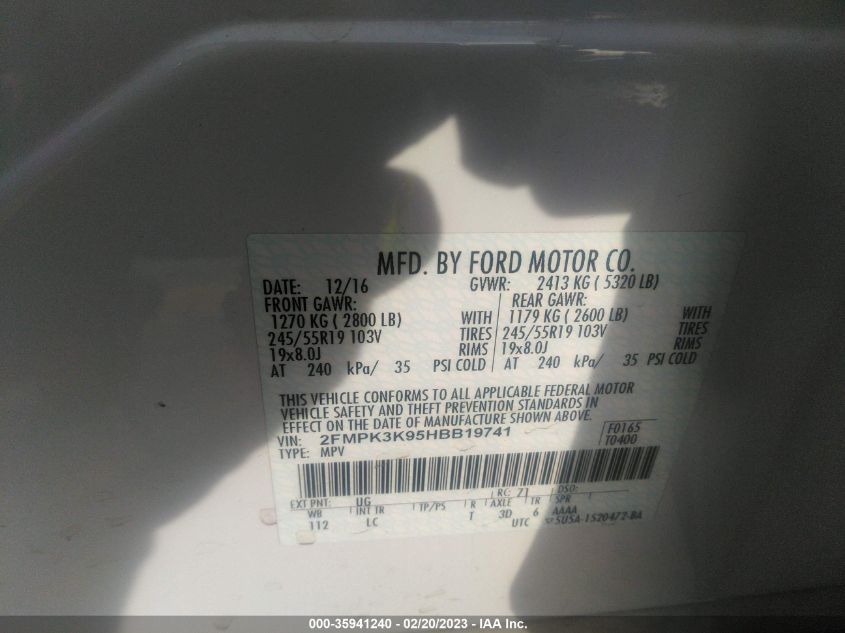 MFD. BY FORD MOTOR CO.
DATE: 12/16 GVWR: 2413 KG ( 5320 LB)
FRONT GAWR: REAR GAWR:
1270 KG ( 2800 LB) WITH 1179 KG ( 2600 LB) WITH
245/55R19 103V TIRES 245/55R19 103V TIRES
19x8.0J RIMS 19x8.0J RIMS
AT 240 kPa/ 35 PSI COLD AT 240 kPa/ 35 PSI COLD
THIS VEHICLE CONFORMS TO ALL APPLICABLE FEDERAL MOTOR
VEHICLE SAFETY AND THEFT PREVENTION STANDARDS IN
EFFECT ON THE DATE OF MANUFACTURE SHOWN ABOVE.
VIN: 2FMPK3K95HBB19741 F0165
TYPE: MPV T0400
EXT PNT: UG RC: 71 DSO:
WB INT TR TP/PS R AXLE TR SPR
112 LC T 3D 6 AAAA
UTC 5U5A-1520472-BA
000-35941240 - 02/20/2023 - IAA Inc.